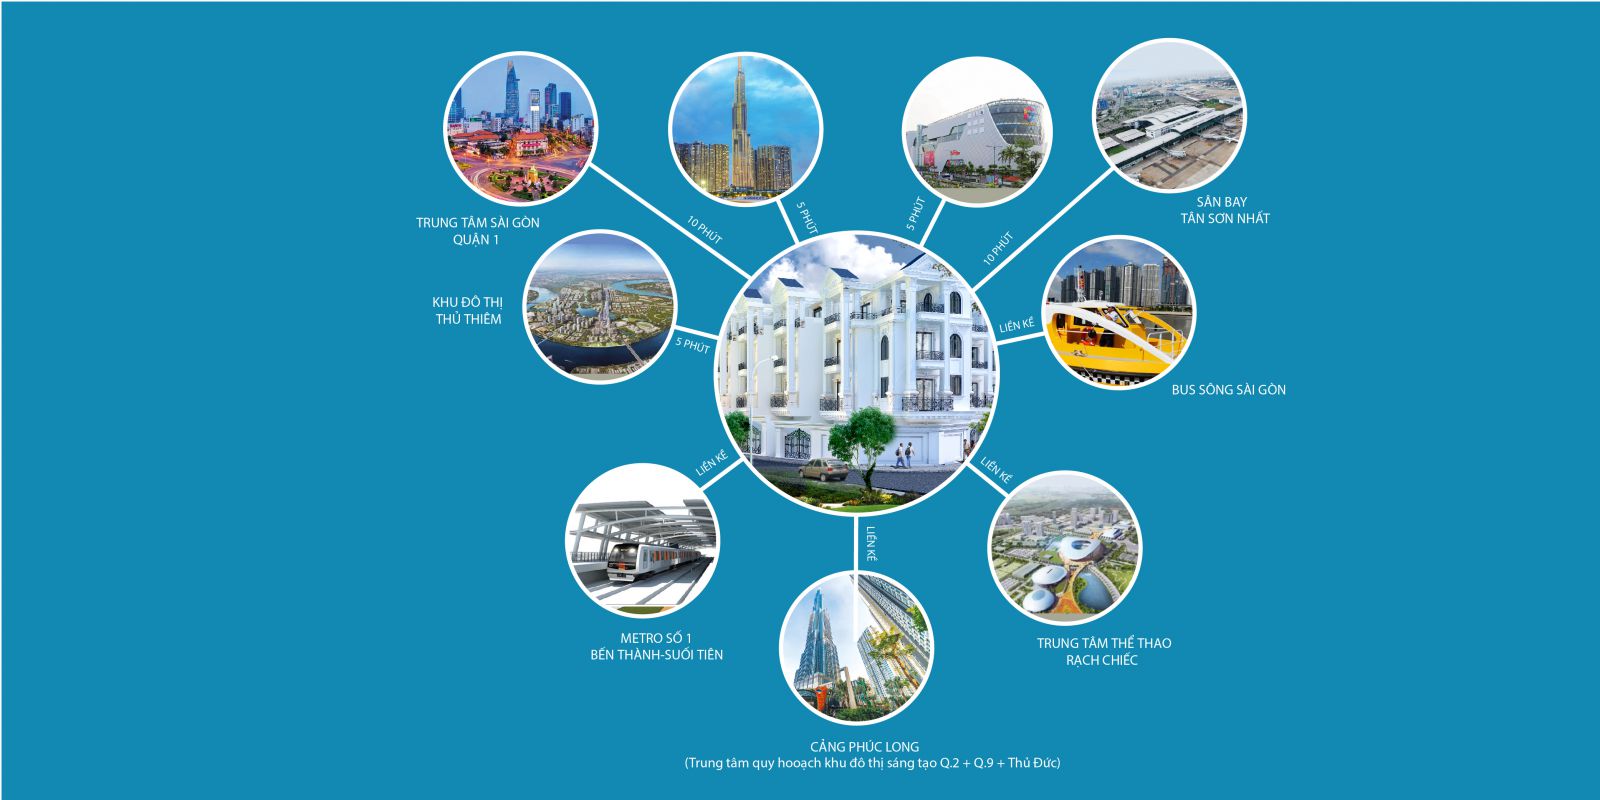 TRUNG TÂM SÀI GÒN
QUẬN 1
10 PHÚT
5 PHÚT
5 PHÚT
10 PHÚT
SÂN BAY
TÂN SƠN NHẤT
KHU ĐÔ THỊ
THỦ THIÊM
5 PHÚT
LIỀN KỀ
BUS SÔNG SÀI GÒN
LIỀN KỀ
METRO SỐ 1
BẾN THÀNH-SUỐI TIÊN
LIỀN KỀ
LIỀN KỀ
TRUNG TÂM THỂ THAO
RẠCH CHIẾC
CẢNG PHÚC LONG
(Trung tâm quy hooạch khu đô thị sáng tạo Q.2 + Q.9 + Thủ Đức)